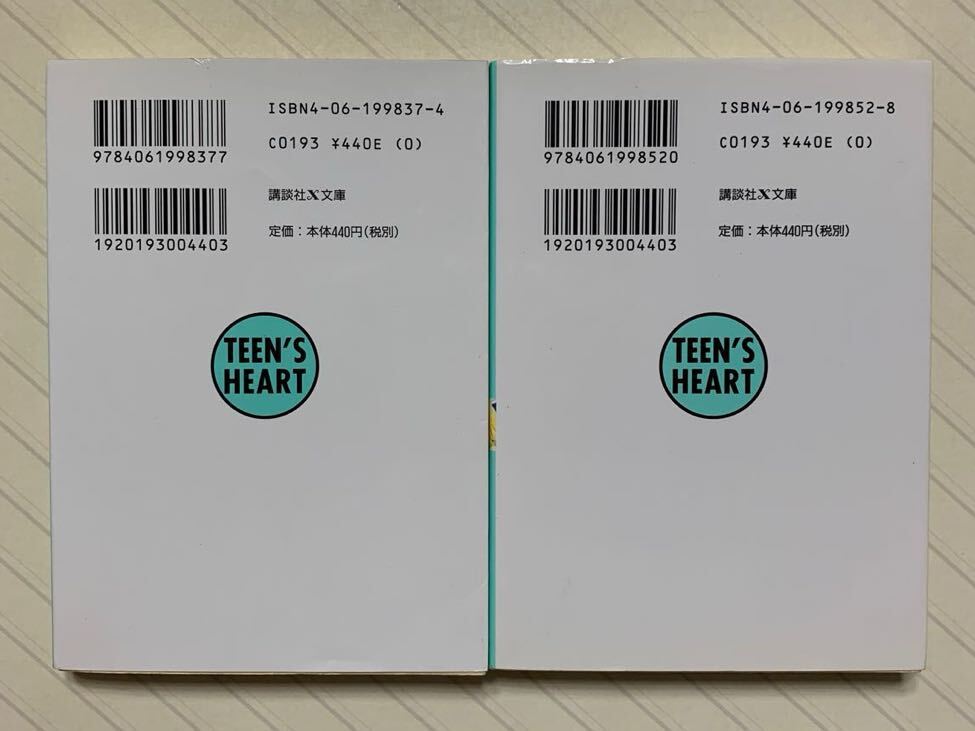 ISBN4-06-199837-4
9784061998377
C0193 ¥440E (0)
1920193004403
講談社X文庫
定価：本体440円(税別)
TEEN'S
HEART
ISBN4-06-199852-8
9784061998520
C0193 ¥440E (0)
1920193004403
講談社X文庫
定価：本体440円(税別)
TEEN'S
HEART